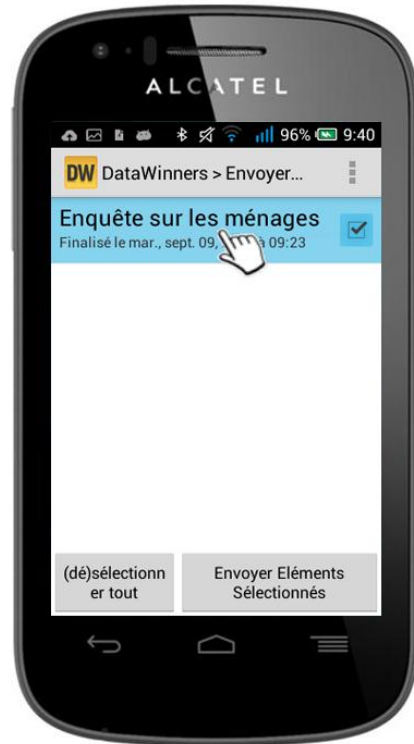 ALCATEL
96% 9:40
DW DataWinners > Envoyer...
Enquête sur les ménages
Finalisé le mar., sept. 09, à 09:23
(dé)sélectionn
er tout
Envoyer Eléments
Sélectionnés